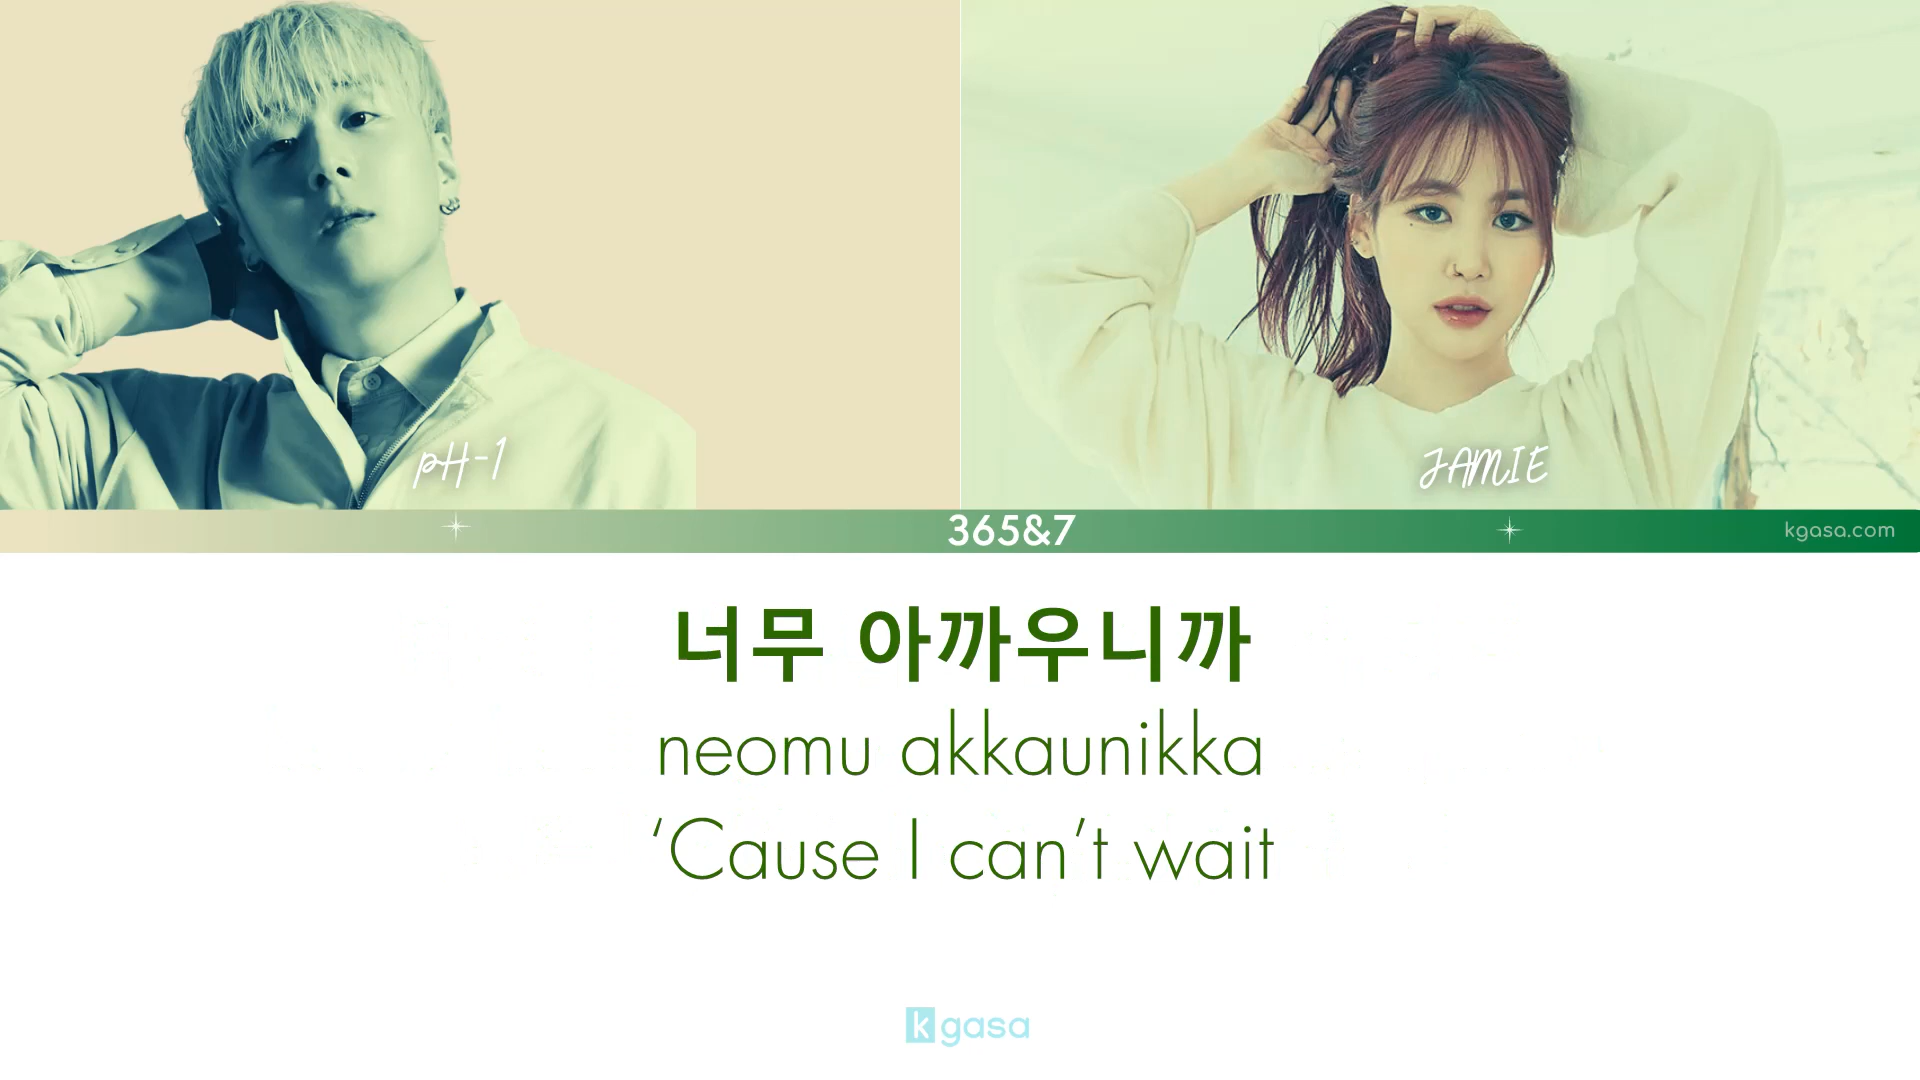 pH-1
JAMIE
365&7
kgasa.com
너무 아까우니까
neomu akkaunikka
‘Cause I can’t wait
kgasa